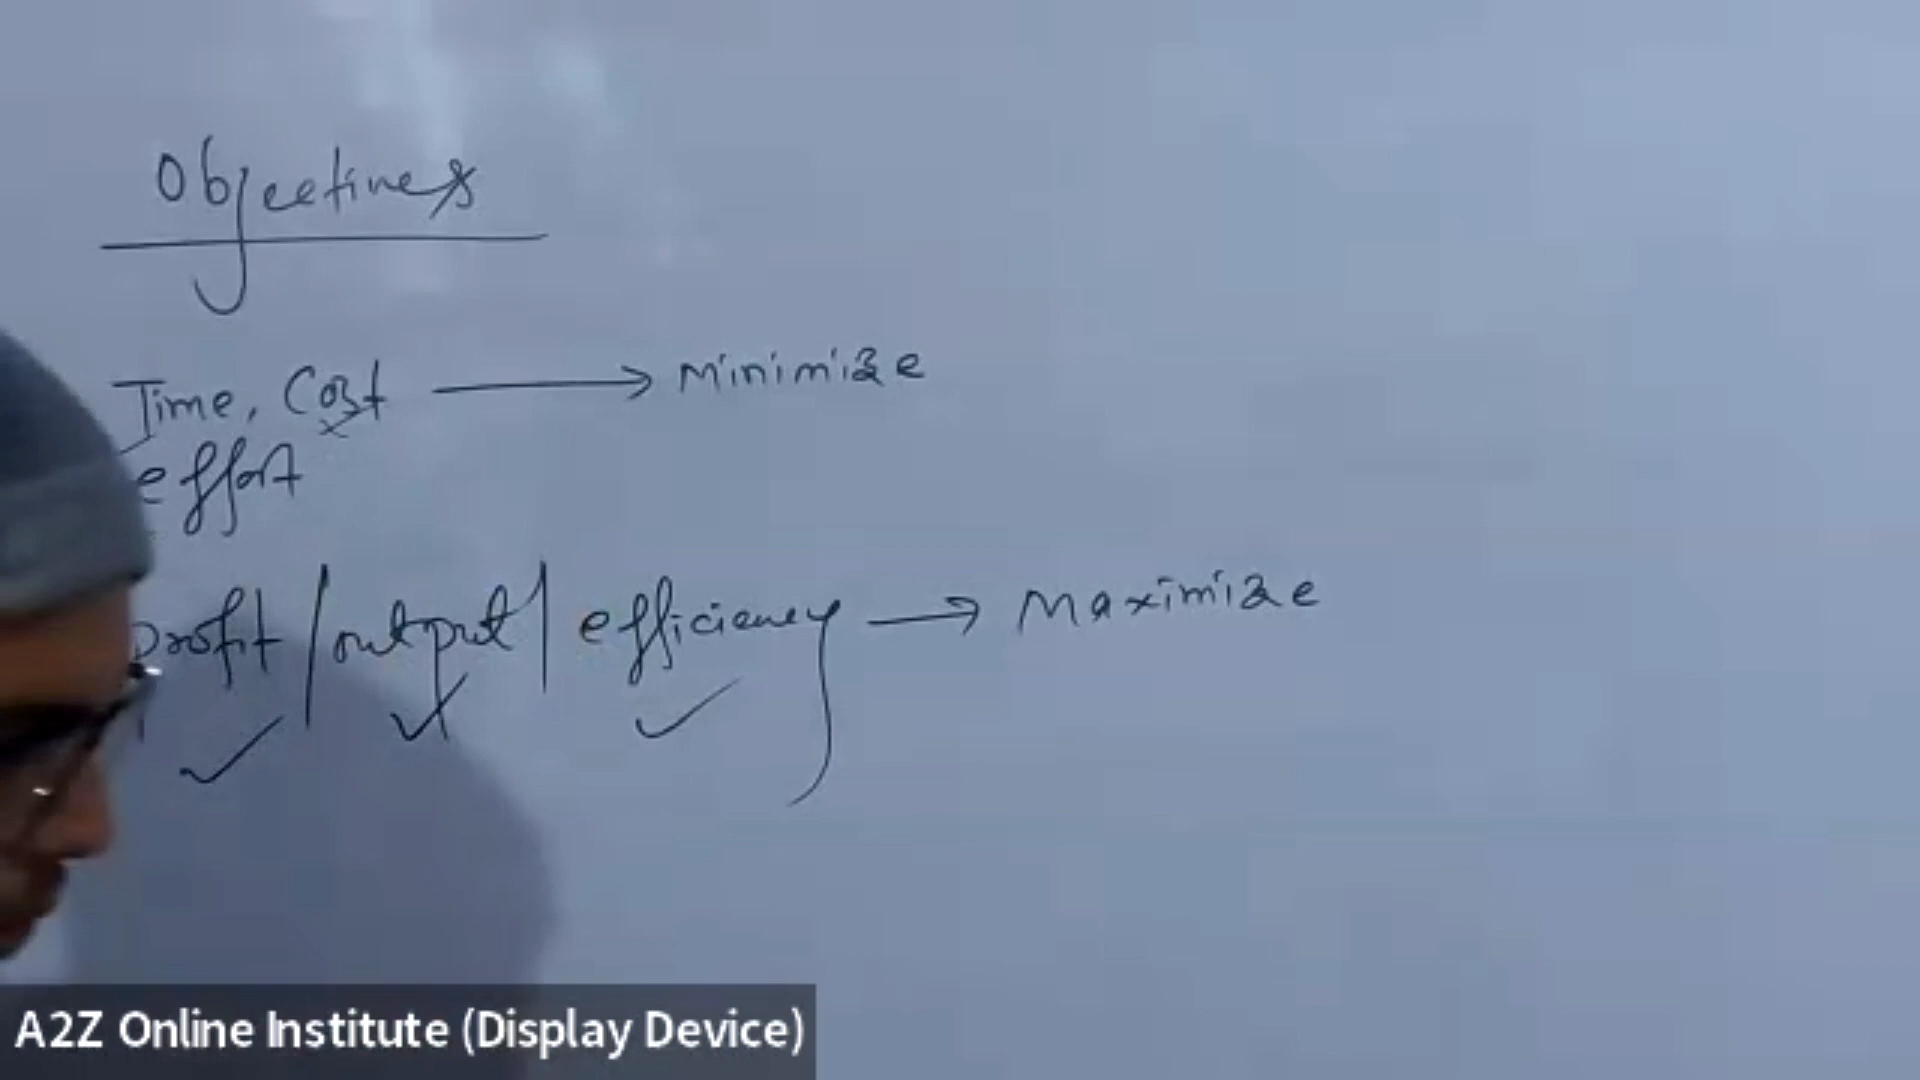 Objectives
Time, Cost → Minimize
effort
profit / output / efficiency → Maximize
A2Z Online Institute (Display Device)